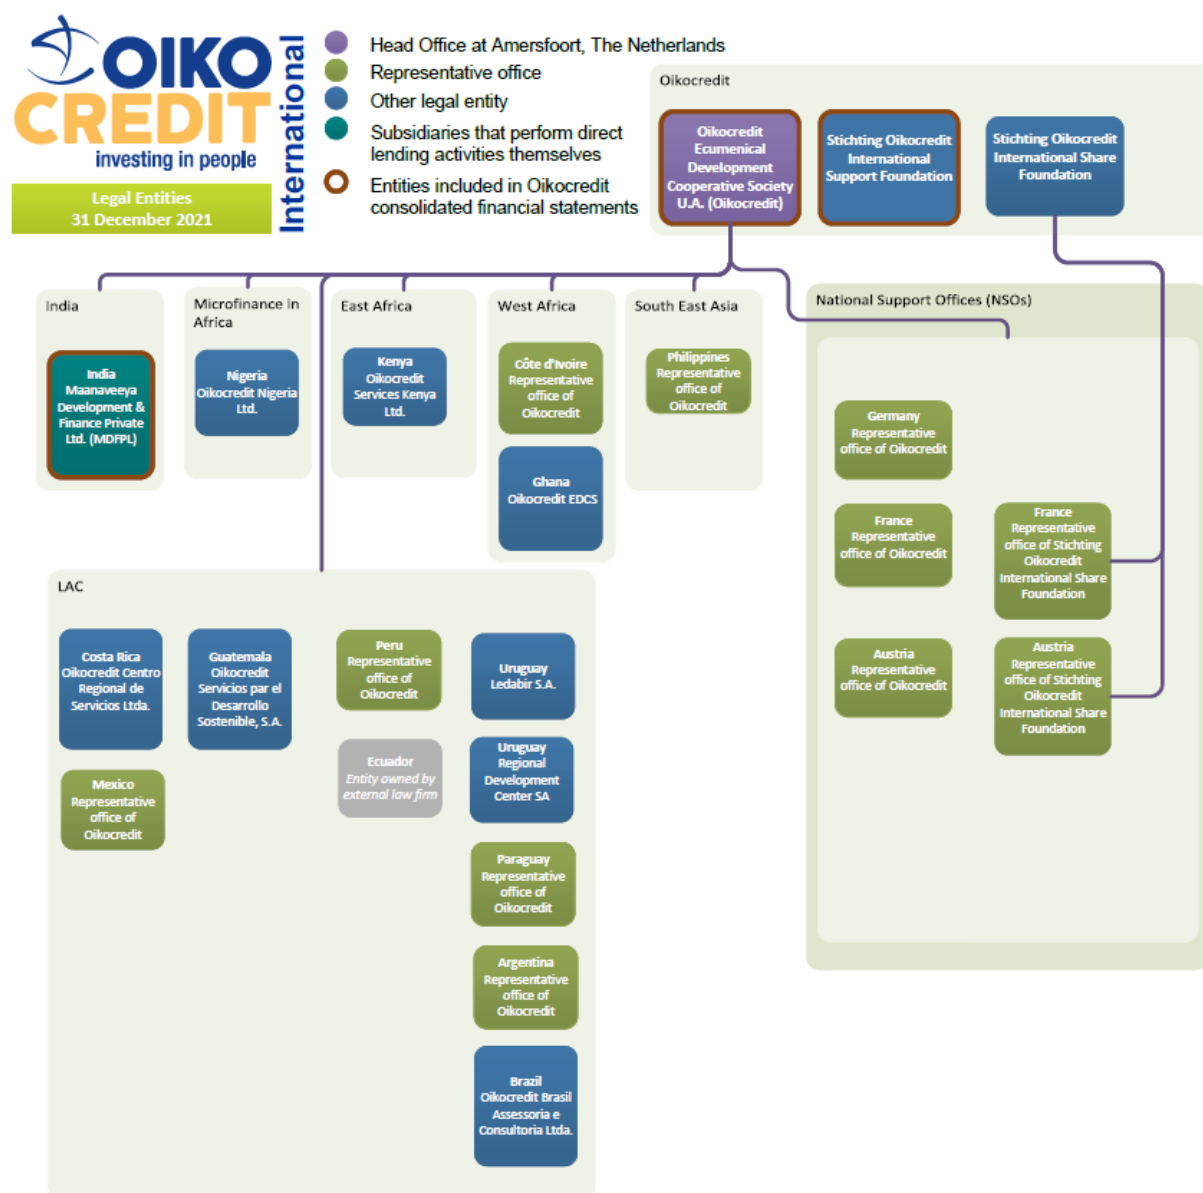 OIKO
CREDIT
investing in people
International
Legal Entities
31 December 2021
Head Office at Amersfoort, The Netherlands
Representative office
Other legal entity
Subsidiaries that perform direct
lending activities themselves
Entities included in Oikocredit
consolidated financial statements
Oikocredit
Oikocredit
Ecumenical
Development
Cooperative Society
U.A. (Oikocredit)
Stichting Oikocredit
International
Support Foundation
Stichting Oikocredit
International Share
Foundation
India
India
Maanaveeya
Development &
Finance Private
Ltd. (MDFPL)
Microfinance in
Africa
Nigeria
Oikocredit Nigeria
Ltd.
East Africa
Kenya
Oikocredit
Services Kenya
Ltd.
West Africa
Côte d'Ivoire
Representative
office of
Oikocredit
Ghana
Oikocredit EDCS
South East Asia
Philippines
Representative
office of
Oikocredit
National Support Offices (NSOs)
Germany
Representative
office of Oikocredit
France
Representative
office of Oikocredit
France
Representative
office of Stichting
Oikocredit
International Share
Foundation
Austria
Representative
office of Oikocredit
Austria
Representative
office of Stichting
Oikocredit
International Share
Foundation
LAC
Costa Rica
Oikocredit Centro
Regional de
Servicios Ltda.
Guatemala
Oikocredit
Servicios par el
Desarrollo
Sostenible, S.A.
Peru
Representative
office of
Oikocredit
Uruguay
Ledabir S.A.
Mexico
Representative
office of
Oikocredit
Ecuador
Entity owned by
external law firm
Uruguay
Regional
Development
Center SA
Paraguay
Representative
office of
Oikocredit
Argentina
Representative
office of
Oikocredit
Brazil
Oikocredit Brasil
Assessoria e
Consultoria Ltda.